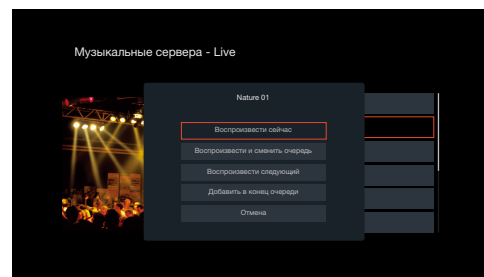 Музыкальные сервера - Live
Nature 01
Воспроизвести сейчас
Воспроизвести и сменить очередь
Воспроизвести следующий
Добавить в конец очереди
Отмена